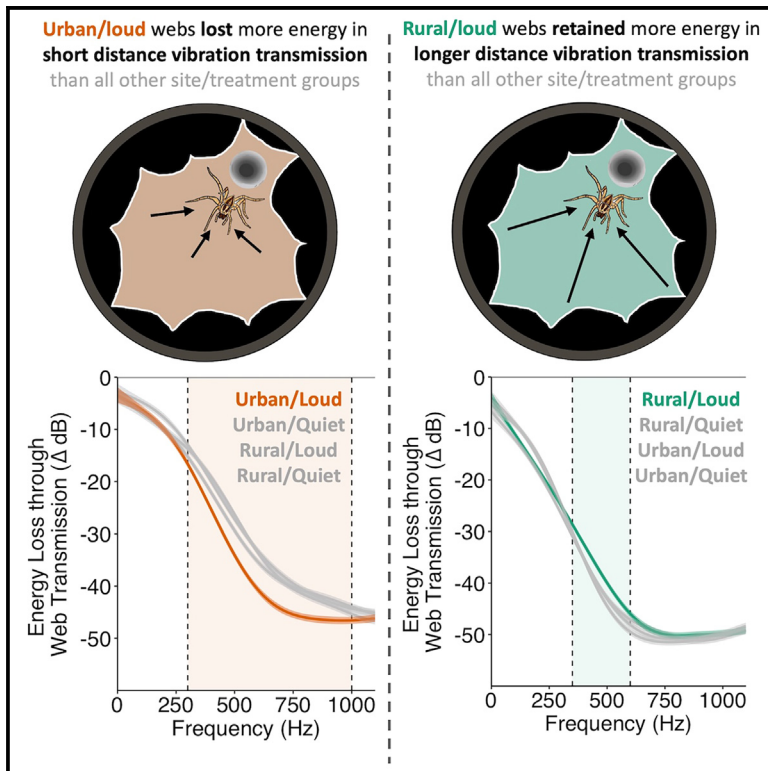 Urban/loud webs lost more energy in
short distance vibration transmission
than all other site/treatment groups
Rural/loud webs retained more energy in
longer distance vibration transmission
than all other site/treatment groups
Energy Loss through
Web Transmission (Δ dB)
0
-10
-20
-30
-40
-50
Urban/Loud
Urban/Quiet
Rural/Loud
Rural/Quiet
0
250
500
750
1000
Frequency (Hz)
Energy Loss through
Web Transmission (Δ dB)
0
-10
-20
-30
-40
-50
Rural/Loud
Rural/Quiet
Urban/Loud
Urban/Quiet
0
250
500
750
1000
Frequency (Hz)